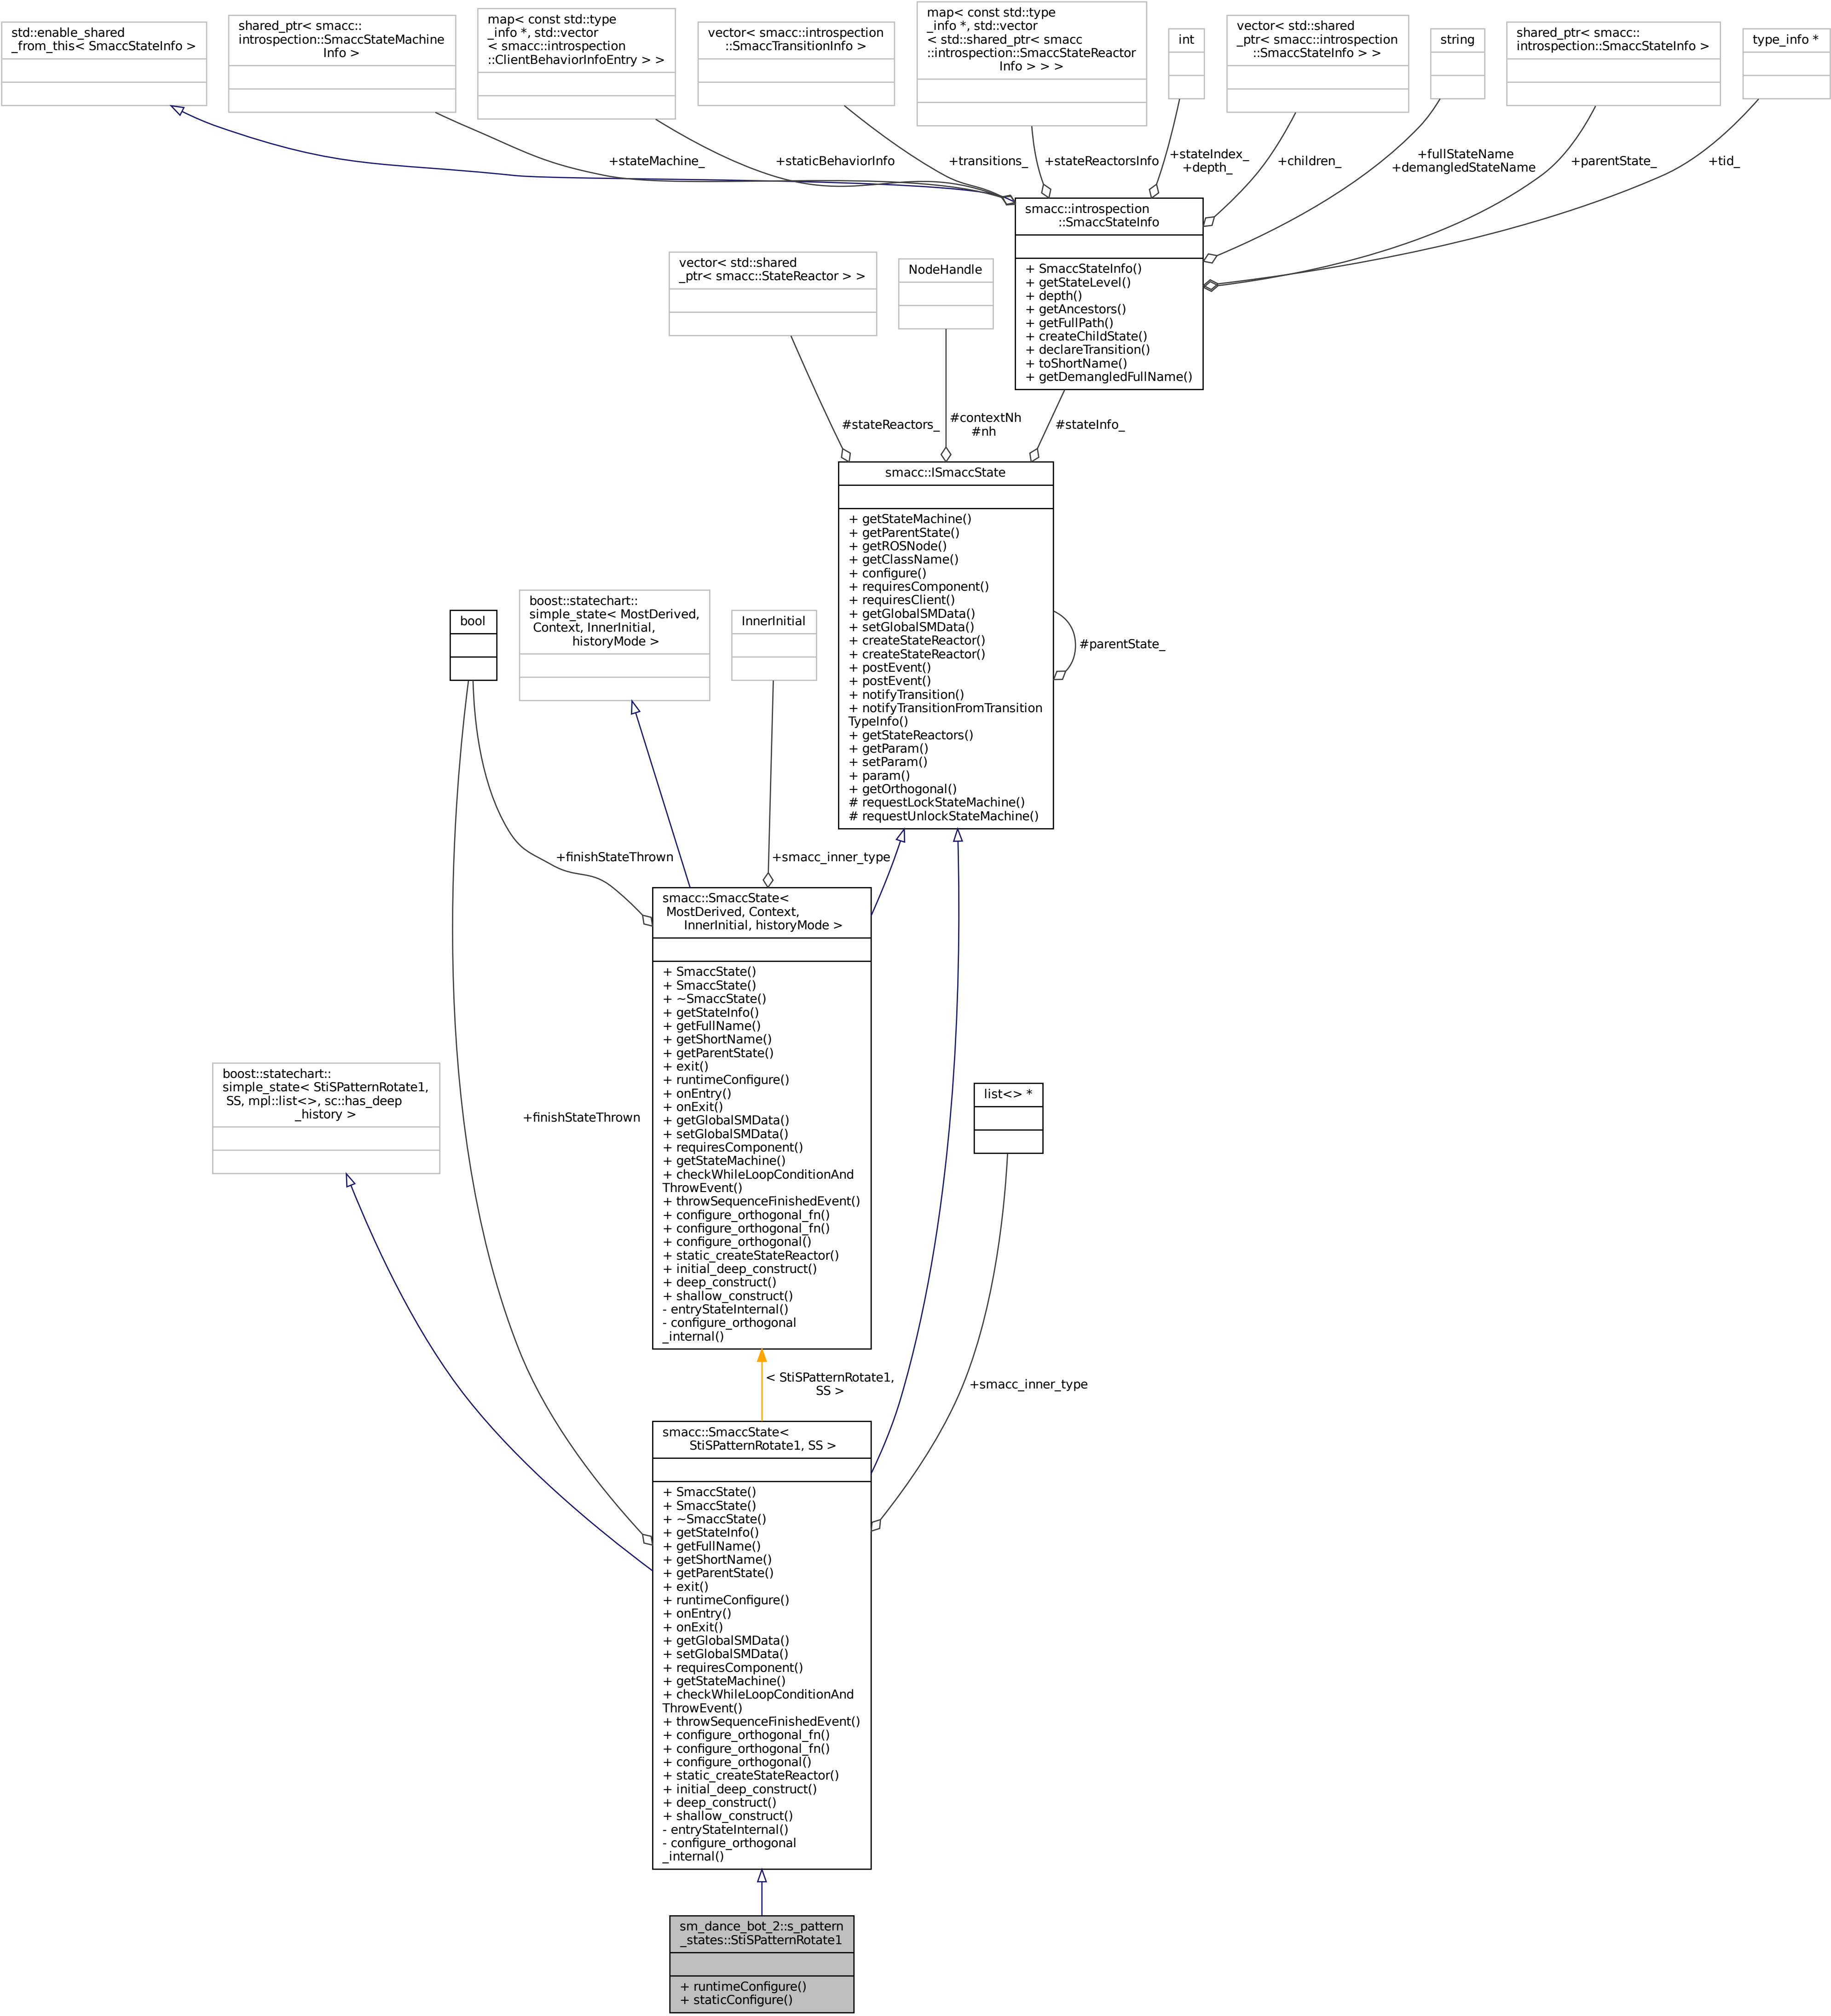 std::enable_shared
_from_this< SmaccStateInfo >
shared_ptr< smacc::
introspection::SmaccStateMachine
Info >
map< const std::type
_info *, std::vector
< smacc::introspection
::ClientBehaviorInfoEntry > >
vector< smacc::introspection
::SmaccTransitionInfo >
map< const std::type
_info *, std::vector
< std::shared_ptr< smacc
::introspection::SmaccStateReactor
Info > > >
int
vector< std::shared
_ptr< smacc::introspection
::SmaccStateInfo > >
string
shared_ptr< smacc::
introspection::SmaccStateInfo >
type_info *
+stateMachine_
+staticBehaviorInfo
+transitions_
+stateReactorsInfo
+stateIndex_
+depth_
+children_
+fullStateName
+demangledStateName
+parentState_
+tid_
smacc::introspection
::SmaccStateInfo
+ SmaccStateInfo()
+ getStateLevel()
+ depth()
+ getAncestors()
+ getFullPath()
+ createChildState()
+ declareTransition()
+ toShortName()
+ getDemangledFullName()
vector< std::shared
_ptr< smacc::StateReactor > >
NodeHandle
#stateReactors_
#contextNh
#nh
#stateInfo_
smacc::ISmaccState
+ getStateMachine()
+ getParentState()
+ getROSNode()
+ getClassName()
+ configure()
+ requiresComponent()
+ requiresClient()
+ getGlobalSMData()
+ setGlobalSMData()
+ createStateReactor()
+ createStateReactor()
+ postEvent()
+ postEvent()
+ notifyTransition()
+ notifyTransitionFromTransition
TypeInfo()
+ getStateReactors()
+ getParam()
+ setParam()
+ param()
+ getOrthogonal()
# requestLockStateMachine()
# requestUnlockStateMachine()
#parentState_
bool
boost::statechart::
simple_state< MostDerived,
Context, InnerInitial,
historyMode >
InnerInitial
+finishStateThrown
+smacc_inner_type
smacc::SmaccState<
MostDerived, Context,
InnerInitial, historyMode >
+ SmaccState()
+ SmaccState()
+ ~SmaccState()
+ getStateInfo()
+ getFullName()
+ getShortName()
+ getParentState()
+ exit()
+ runtimeConfigure()
+ onEntry()
+ onExit()
+ getGlobalSMData()
+ setGlobalSMData()
+ requiresComponent()
+ getStateMachine()
+ checkWhileLoopConditionAnd
ThrowEvent()
+ throwSequenceFinishedEvent()
+ configure_orthogonal_fn()
+ configure_orthogonal_fn()
+ configure_orthogonal()
+ static_createStateReactor()
+ initial_deep_construct()
+ deep_construct()
+ shallow_construct()
- entryStateInternal()
- configure_orthogonal
_internal()
boost::statechart::
simple_state< StiSPatternRotate1,
SS, mpl::list<>, sc::has_deep
_history >
+finishStateThrown
list<> *
< StiSPatternRotate1,
SS >
+smacc_inner_type
smacc::SmaccState<
StiSPatternRotate1, SS >
+ SmaccState()
+ SmaccState()
+ ~SmaccState()
+ getStateInfo()
+ getFullName()
+ getShortName()
+ getParentState()
+ exit()
+ runtimeConfigure()
+ onEntry()
+ onExit()
+ getGlobalSMData()
+ setGlobalSMData()
+ requiresComponent()
+ getStateMachine()
+ checkWhileLoopConditionAnd
ThrowEvent()
+ throwSequenceFinishedEvent()
+ configure_orthogonal_fn()
+ configure_orthogonal_fn()
+ configure_orthogonal()
+ static_createStateReactor()
+ initial_deep_construct()
+ deep_construct()
+ shallow_construct()
- entryStateInternal()
- configure_orthogonal
_internal()
sm_dance_bot_2::s_pattern
_states::StiSPatternRotate1
+ runtimeConfigure()
+ staticConfigure()